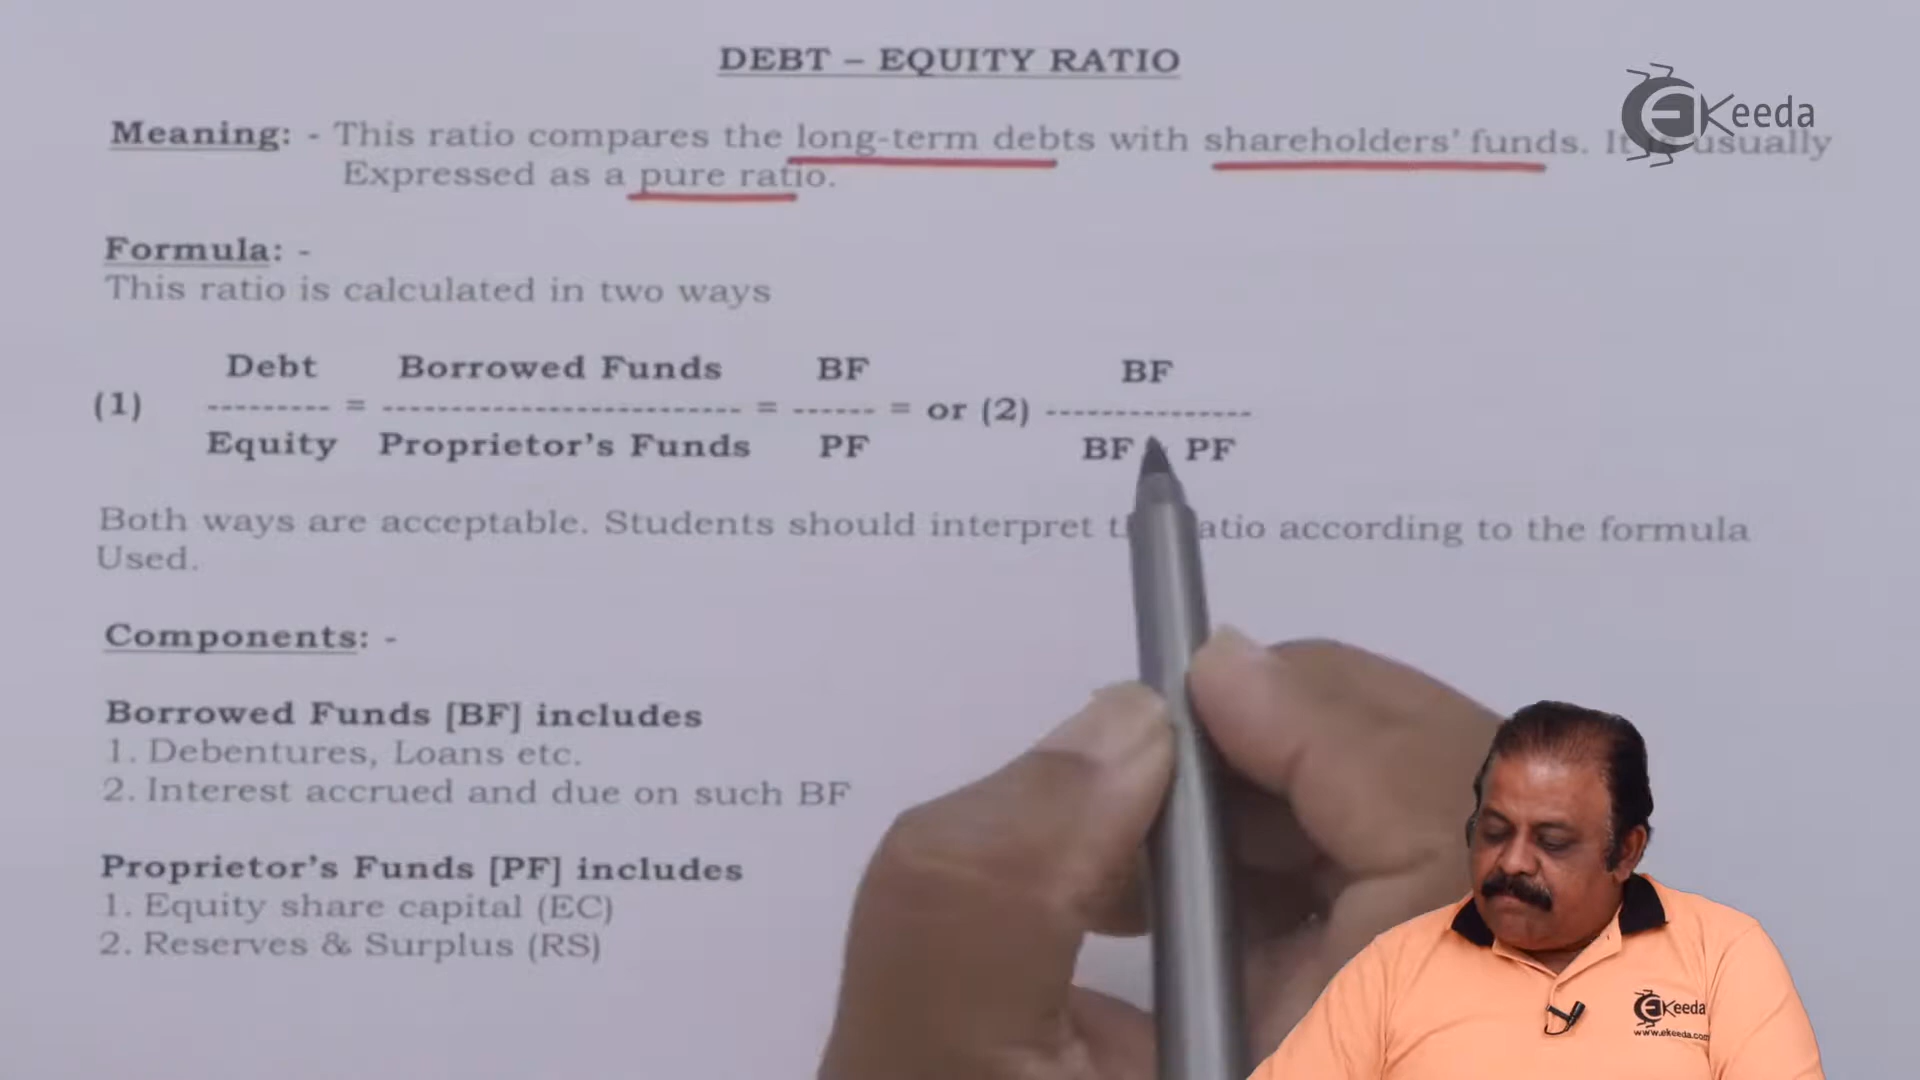 DEBT – EQUITY RATIO
Keeda
Meaning: - This ratio compares the long-term debts with shareholders' funds. It usually
Expressed as a pure ratio.
Formula: -
This ratio is calculated in two ways
Debt Borrowed Funds BF BF
(1) --------- = -------------------------- = ------ = or (2) ---------------
Equity Proprietor's Funds PF BF PF
Both ways are acceptable. Students should interpret according to the formula
Used.
Components: -
Borrowed Funds [BF] includes
1. Debentures, Loans etc.
2. Interest accrued and due on such BF
Proprietor's Funds [PF] includes
1. Equity share capital (EC)
2. Reserves & Surplus (RS)
Keeda
www.ekeeda.com